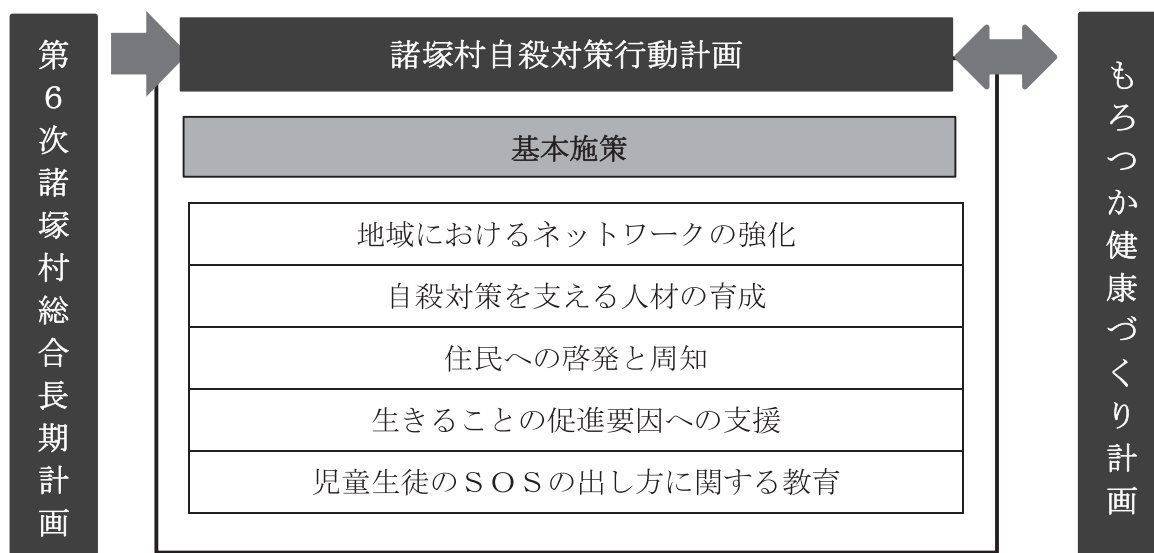 第６次諸塚村総合長期計画
諸塚村自殺対策行動計画
基本施策
地域におけるネットワークの強化
自殺対策を支える人材の育成
住民への啓発と周知
生きることの促進要因への支援
児童生徒のＳＯＳの出し方に関する教育
もろつか健康づくり計画